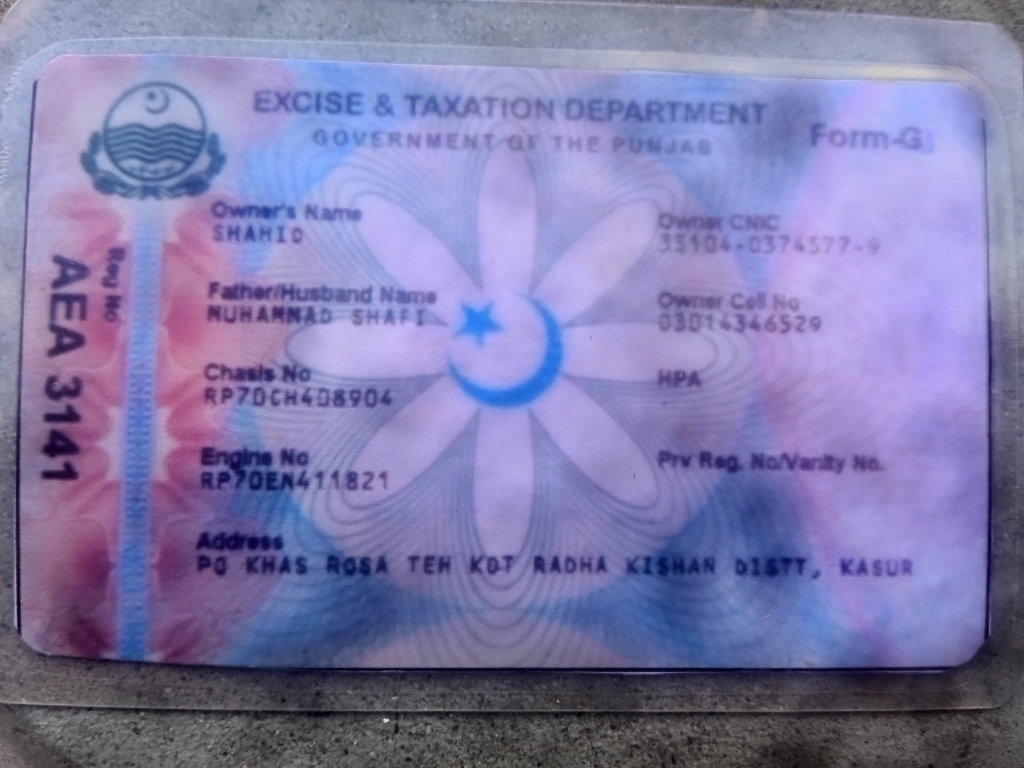 EXCISE & TAXATION DEPARTMENT
GOVERNMENT OF THE PUNJAB
Form-G
Reg No
AEA 3141
Owner's Name
SHAHID
Owner CNIC
35104-0374577-9
Father/Husband Name
MUHAMMAD SHAFI
Owner Cell No
03014346529
Chasis No
RP70CH408904
HPA
Engine No
RP70EN411821
Prv Reg. No/Vanity No.
Address
PO KHAS ROSA TEH KOT RADHA KISHAN DISTT, KASUR